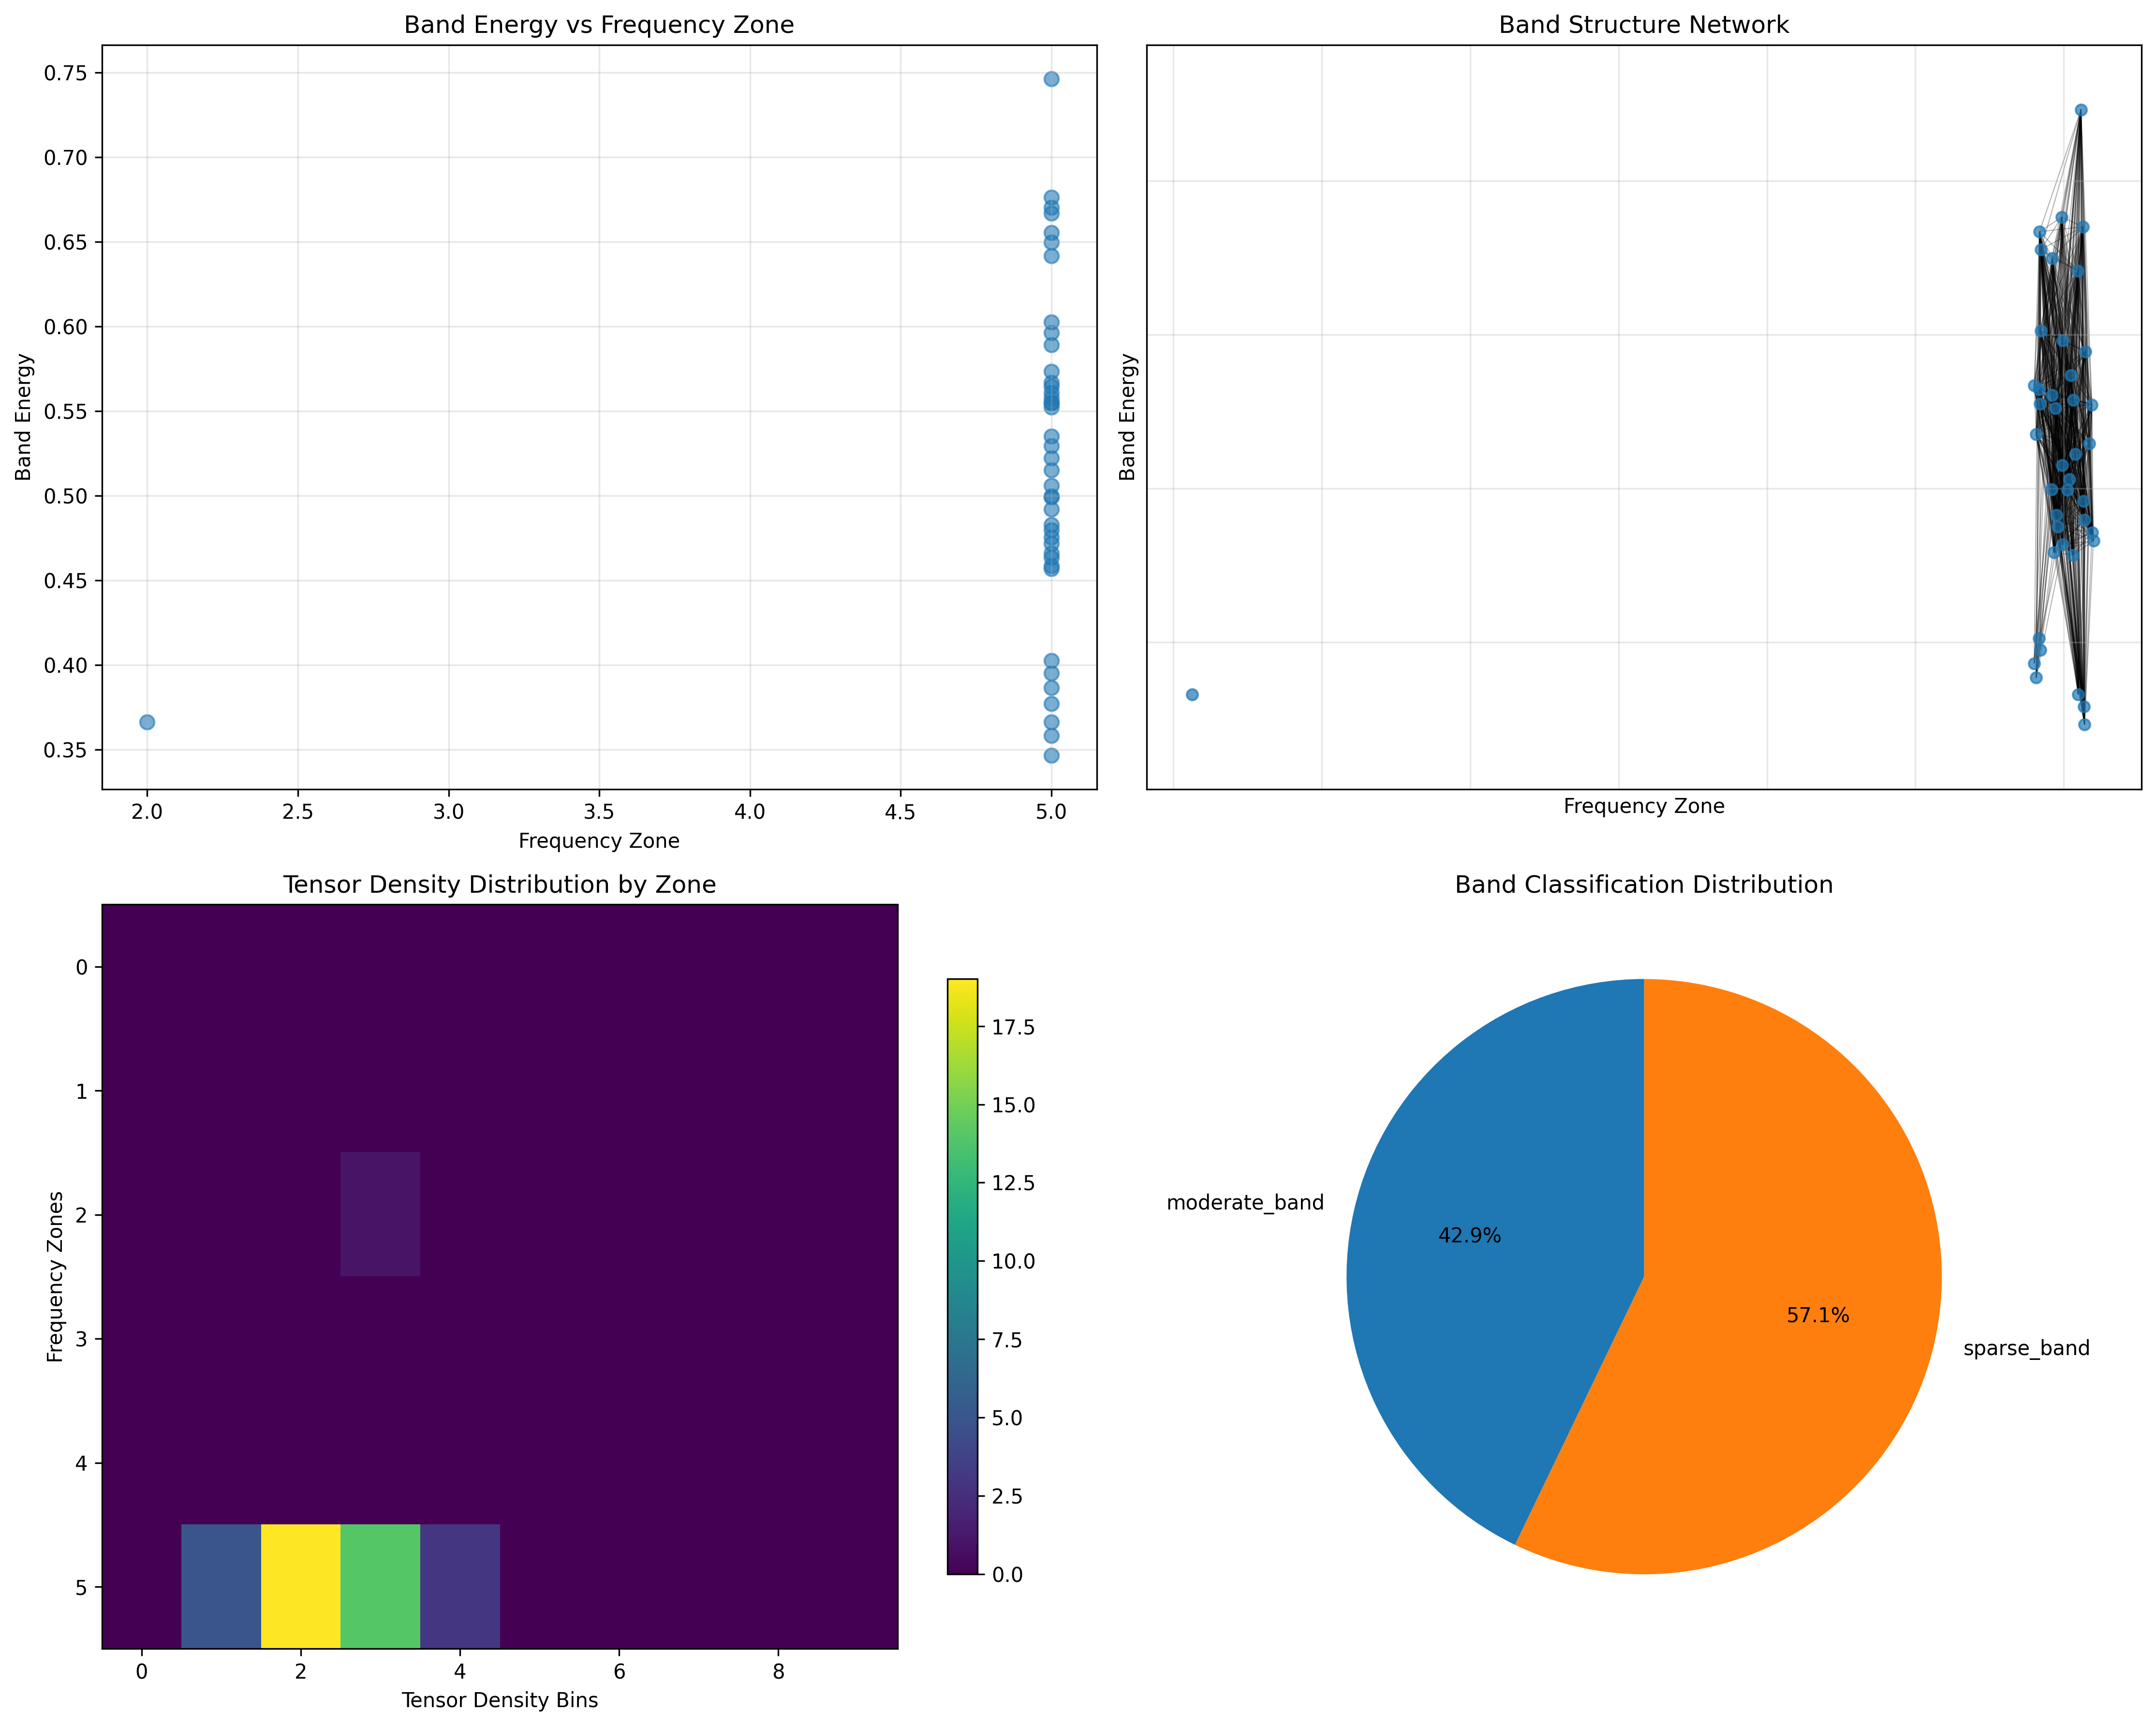 Band Energy vs Frequency Zone
0.75
0.70
0.65
0.60
0.55
0.50
0.45
0.40
0.35
Band Energy
2.0 2.5 3.0 3.5 4.0 4.5 5.0
Frequency Zone
Band Structure Network
Band Energy
Frequency Zone
Tensor Density Distribution by Zone
0
1
2
3
4
5
Frequency Zones
0 2 4 6 8
Tensor Density Bins
17.5
15.0
12.5
10.0
7.5
5.0
2.5
0.0
Band Classification Distribution
moderate_band
42.9%
57.1%
sparse_band